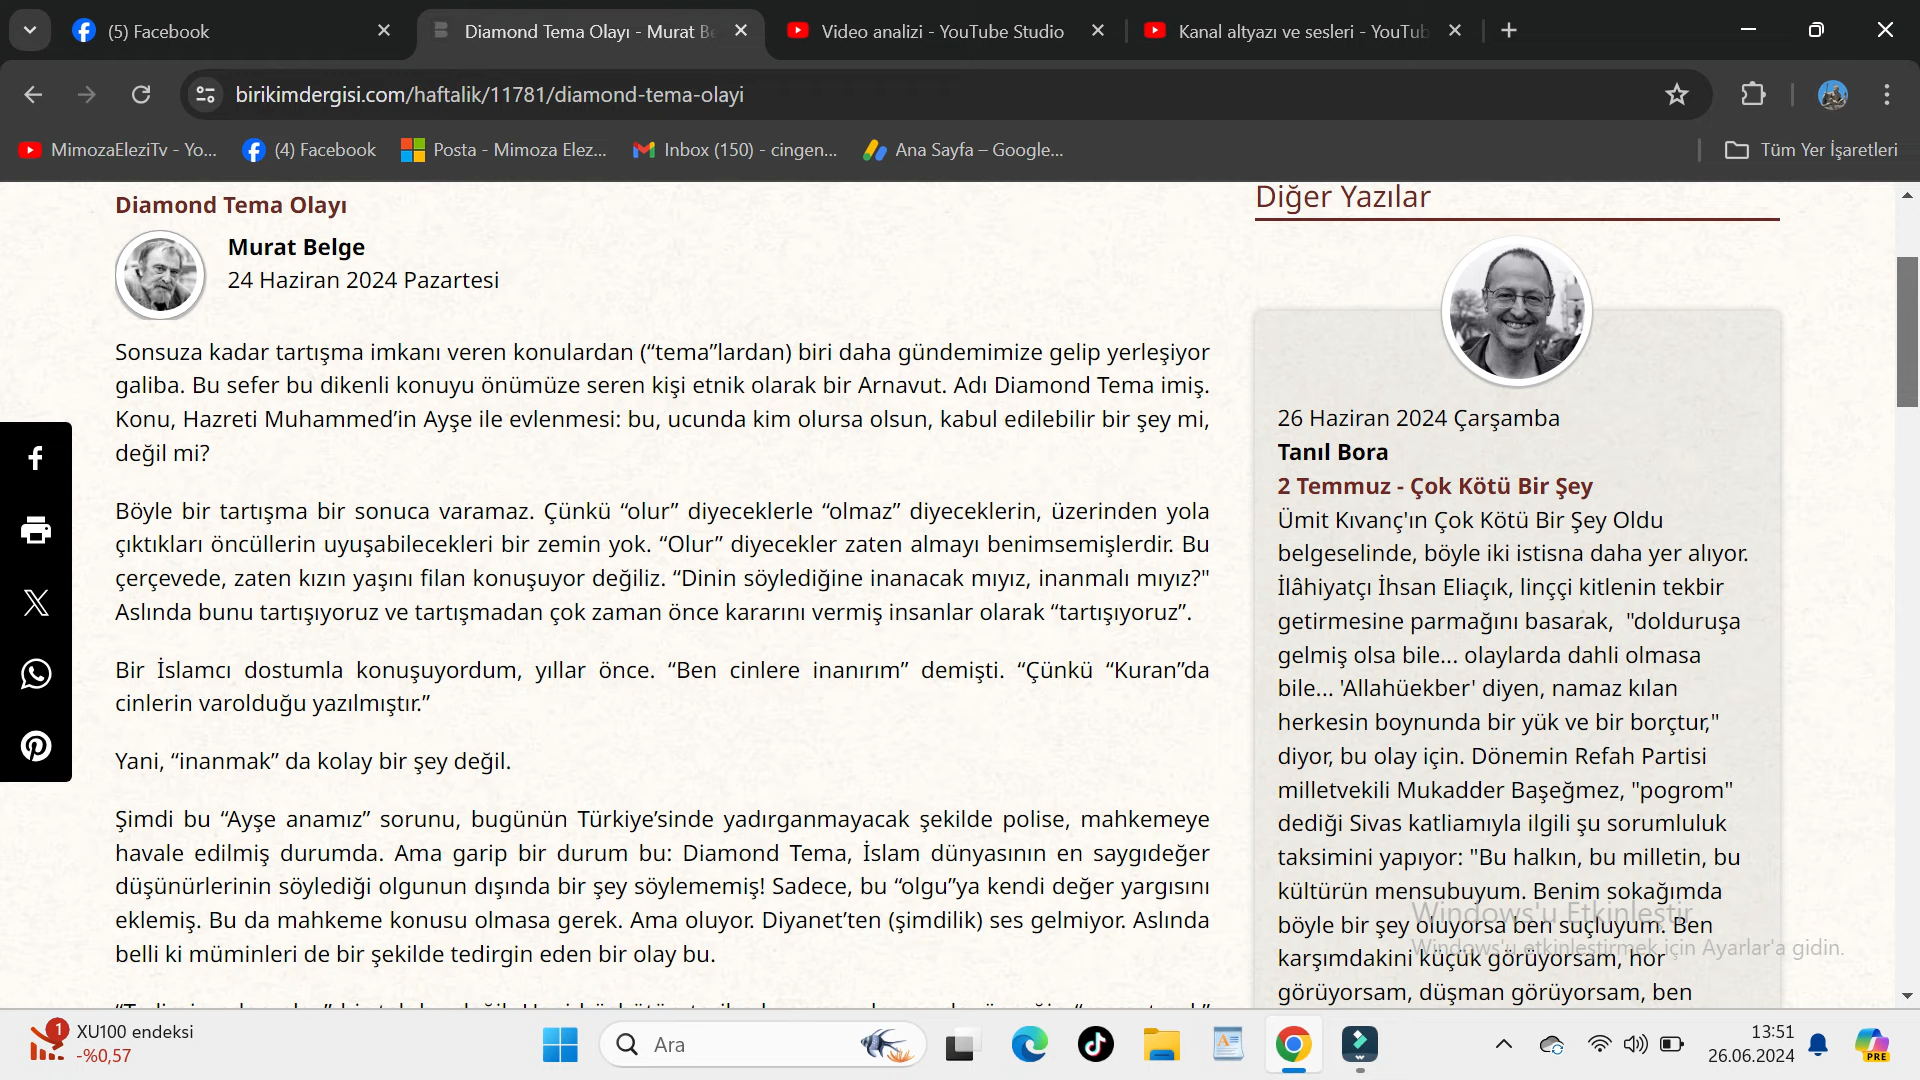 (5) Facebook
Diamond Tema Olayı - Murat Be
Video analizi - YouTube Studio
Kanal altyazı ve sesleri - YouTub
birikimdergisi.com/haftalik/11781/diamond-tema-olayi
MimozaEleziTv - Yo...
(4) Facebook
Posta - Mimoza Elez...
Inbox (150) - cingen...
Ana Sayfa – Google...
Tüm Yer İşaretleri
Diamond Tema Olayı
Murat Belge
24 Haziran 2024 Pazartesi
Sonsuza kadar tartışma imkanı veren konulardan (“tema”lardan) biri daha gündemimize gelip yerleşiyor
galiba. Bu sefer bu dikenli konuyu önümüze seren kişi etnik olarak bir Arnavut. Adı Diamond Tema imiş.
Konu, Hazreti Muhammed’in Ayşe ile evlenmesi: bu, ucunda kim olursa olsun, kabul edilebilir bir şey mi,
değil mi?
Böyle bir tartışma bir sonuca varamaz. Çünkü “olur” diyeceklerle “olmaz” diyeceklerin, üzerinden yola
çıktıkları öncüllerin uyuşabilecekleri bir zemin yok. “Olur” diyecekler zaten almayı benimsemişlerdir. Bu
çerçevede, zaten kızın yaşını filan konuşuyor değiliz. “Dinin söylediğine inanacak mıyız, inanmalı mıyız?"
Aslında bunu tartışıyoruz ve tartışmadan çok zaman önce kararını vermiş insanlar olarak “tartışıyoruz”.
Bir İslamcı dostumla konuşuyordum, yıllar önce. “Ben cinlere inanırım” demişti. “Çünkü “Kuran”da
cinlerin varolduğu yazılmıştır.”
Yani, “inanmak” da kolay bir şey değil.
Şimdi bu “Ayşe anamız” sorunu, bugünün Türkiye’sinde yadırganmayacak şekilde polise, mahkemeye
havale edilmiş durumda. Ama garip bir durum bu: Diamond Tema, İslam dünyasının en saygıdeğer
düşünürlerinin söylediği olgunun dışında bir şey söylememiş! Sadece, bu “olgu”ya kendi değer yargısını
eklemiş. Bu da mahkeme konusu olmasa gerek. Ama oluyor. Diyanet’ten (şimdilik) ses gelmiyor. Aslında
belli ki müminleri de bir şekilde tedirgin eden bir olay bu.
Diğer Yazılar
26 Haziran 2024 Çarşamba
Tanıl Bora
2 Temmuz - Çok Kötü Bir Şey
Ümit Kıvanç'ın Çok Kötü Bir Şey Oldu
belgeselinde, böyle iki istisna daha yer alıyor.
İlâhiyatçı İhsan Eliaçık, linççi kitlenin tekbir
getirmesine parmağını basarak, "dolduruşa
gelmiş olsa bile... olaylarda dahli olmasa
bile... 'Allahüekber' diyen, namaz kılan
herkesin boynunda bir yük ve bir borçtur,"
diyor, bu olay için. Dönemin Refah Partisi
milletvekili Mukadder Başeğmez, "pogrom"
dediği Sivas katliamıyla ilgili şu sorumluluk
taksimini yapıyor: "Bu halkın, bu milletin, bu
kültürün mensubuyum. Benim sokağımda
böyle bir şey oluyorsa ben suçluyum. Ben
karşımdakini küçük görüyorsam, hor
görüyorsam, düşman görüyorsam, ben
Windows'u Etkinleştir
Windows'u etkinleştirmek için Ayarlar'a gidin.
1
XU100 endeksi
-%0,57
Ara
13:51
26.06.2024
PRE